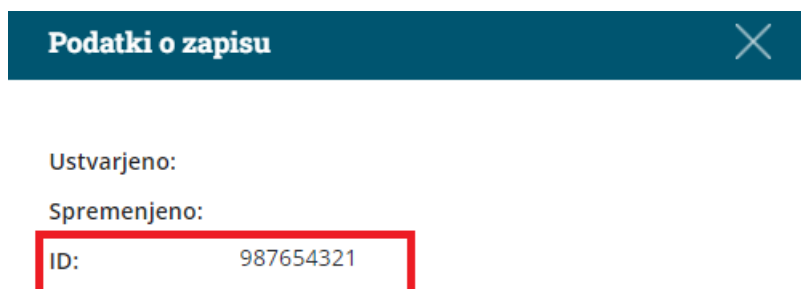 Podatki o zapisu
Ustvarjeno:
Spremenjeno:
ID: 987654321